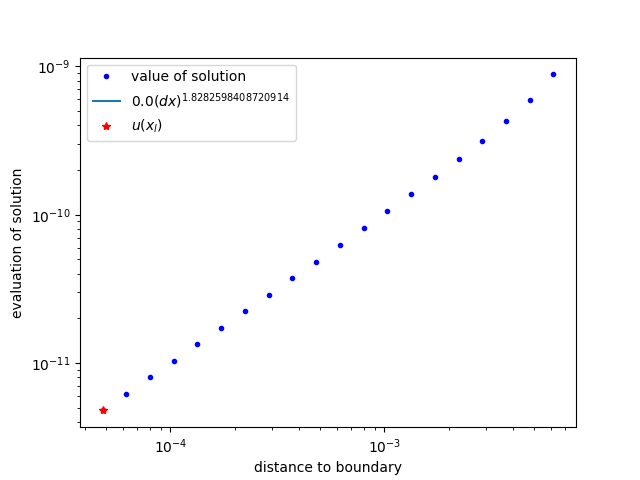 10⁻⁹
value of solution
0.0(dx)^1.8282598408720914
u(x_l)
10⁻¹⁰
10⁻¹¹
evaluation of solution
10⁻⁴
10⁻³
distance to boundary